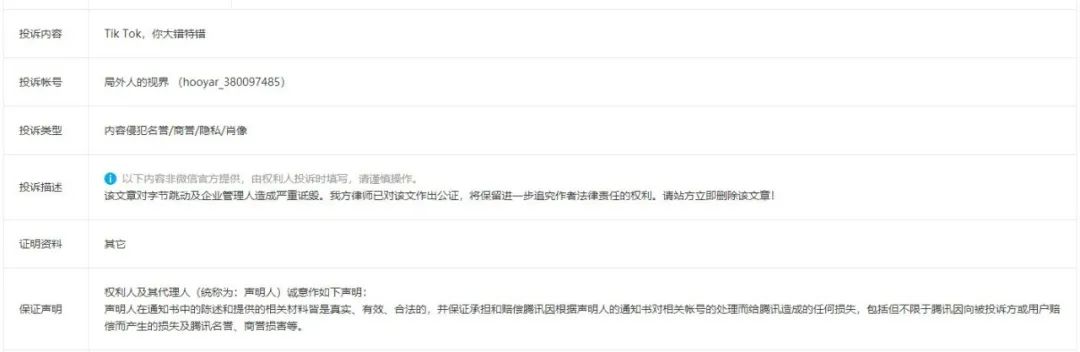 投诉内容 Tik Tok，你大错特错
投诉帐号 局外人的视界 （hooyar_380097485）
投诉类型 内容侵犯名誉/商誉/隐私/肖像
以下内容非微信官方提供，由权利人投诉时填写，请谨慎操作。
投诉描述 该文章对字节跳动及企业管理人造成严重诋毁。我方律师已对该文作出公证，将保留进一步追究作者法律责任的权利。请站方立即删除该文章！
证明资料 其它
权利人及其代理人（统称为：声明人）诚意作如下声明：
保证声明 声明人在通知书中的陈述和提供的相关材料皆是真实、有效、合法的，并保证承担和赔偿腾讯因根据声明人的通知书对相关帐号的处理而给腾讯造成的任何损失，包括但不限于腾讯因向被投诉方或用户赔
偿而产生的损失及腾讯名誉、商誉损害等。